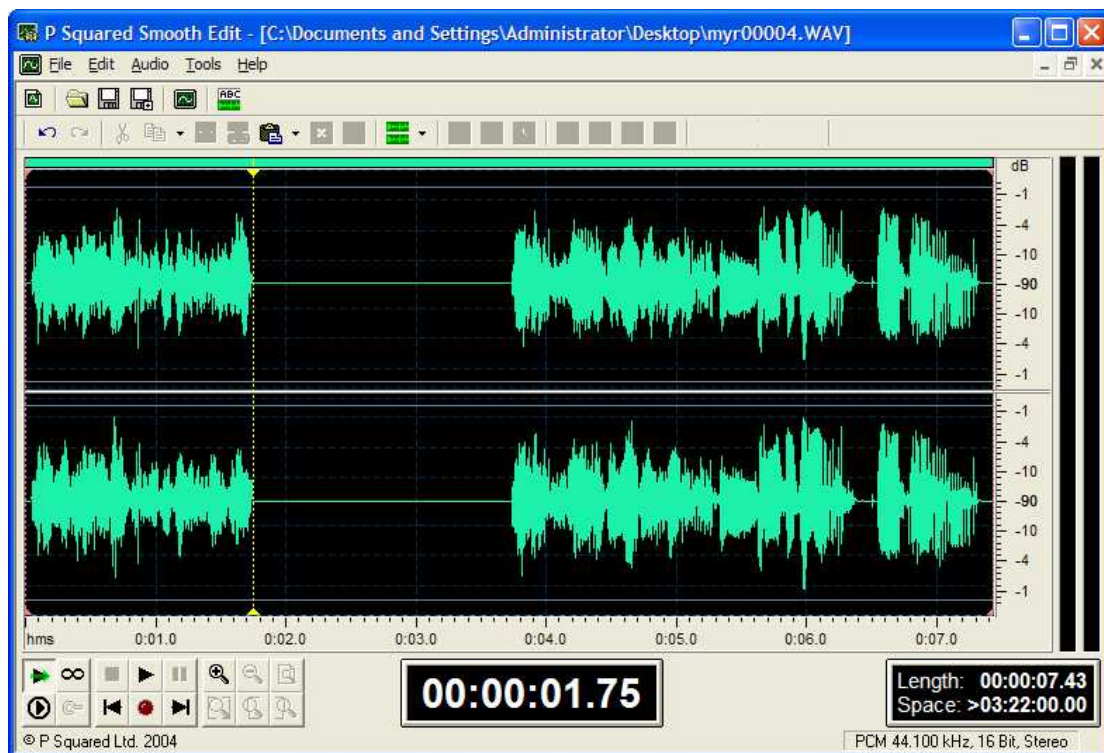 P Squared Smooth Edit - [C:\Documents and Settings\Administrator\Desktop\myr00004.WAV]
File Edit Audio Tools Help
ABC
dB
-1
-4
-10
-90
-10
-4
-1
-1
-4
-10
-90
-10
-4
-1
hms 0:01.0 0:02.0 0:03.0 0:04.0 0:05.0 0:06.0 0:07.0
00:00:01.75
Length: 00:00:07.43
Space: >03:22:00.00
© P Squared Ltd. 2004
PCM 44.100 kHz, 16 Bit, Stereo